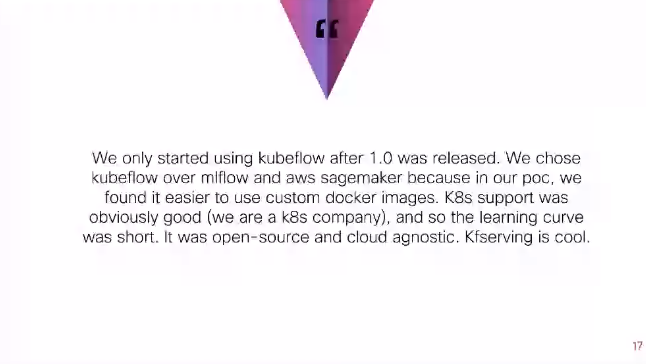 “
We only started using kubeflow after 1.0 was released. We chose
kubeflow over mlflow and aws sagemaker because in our poc, we
found it easier to use custom docker images. K8s support was
obviously good (we are a k8s company), and so the learning curve
was short. It was open-source and cloud agnostic. Kfserving is cool.
17